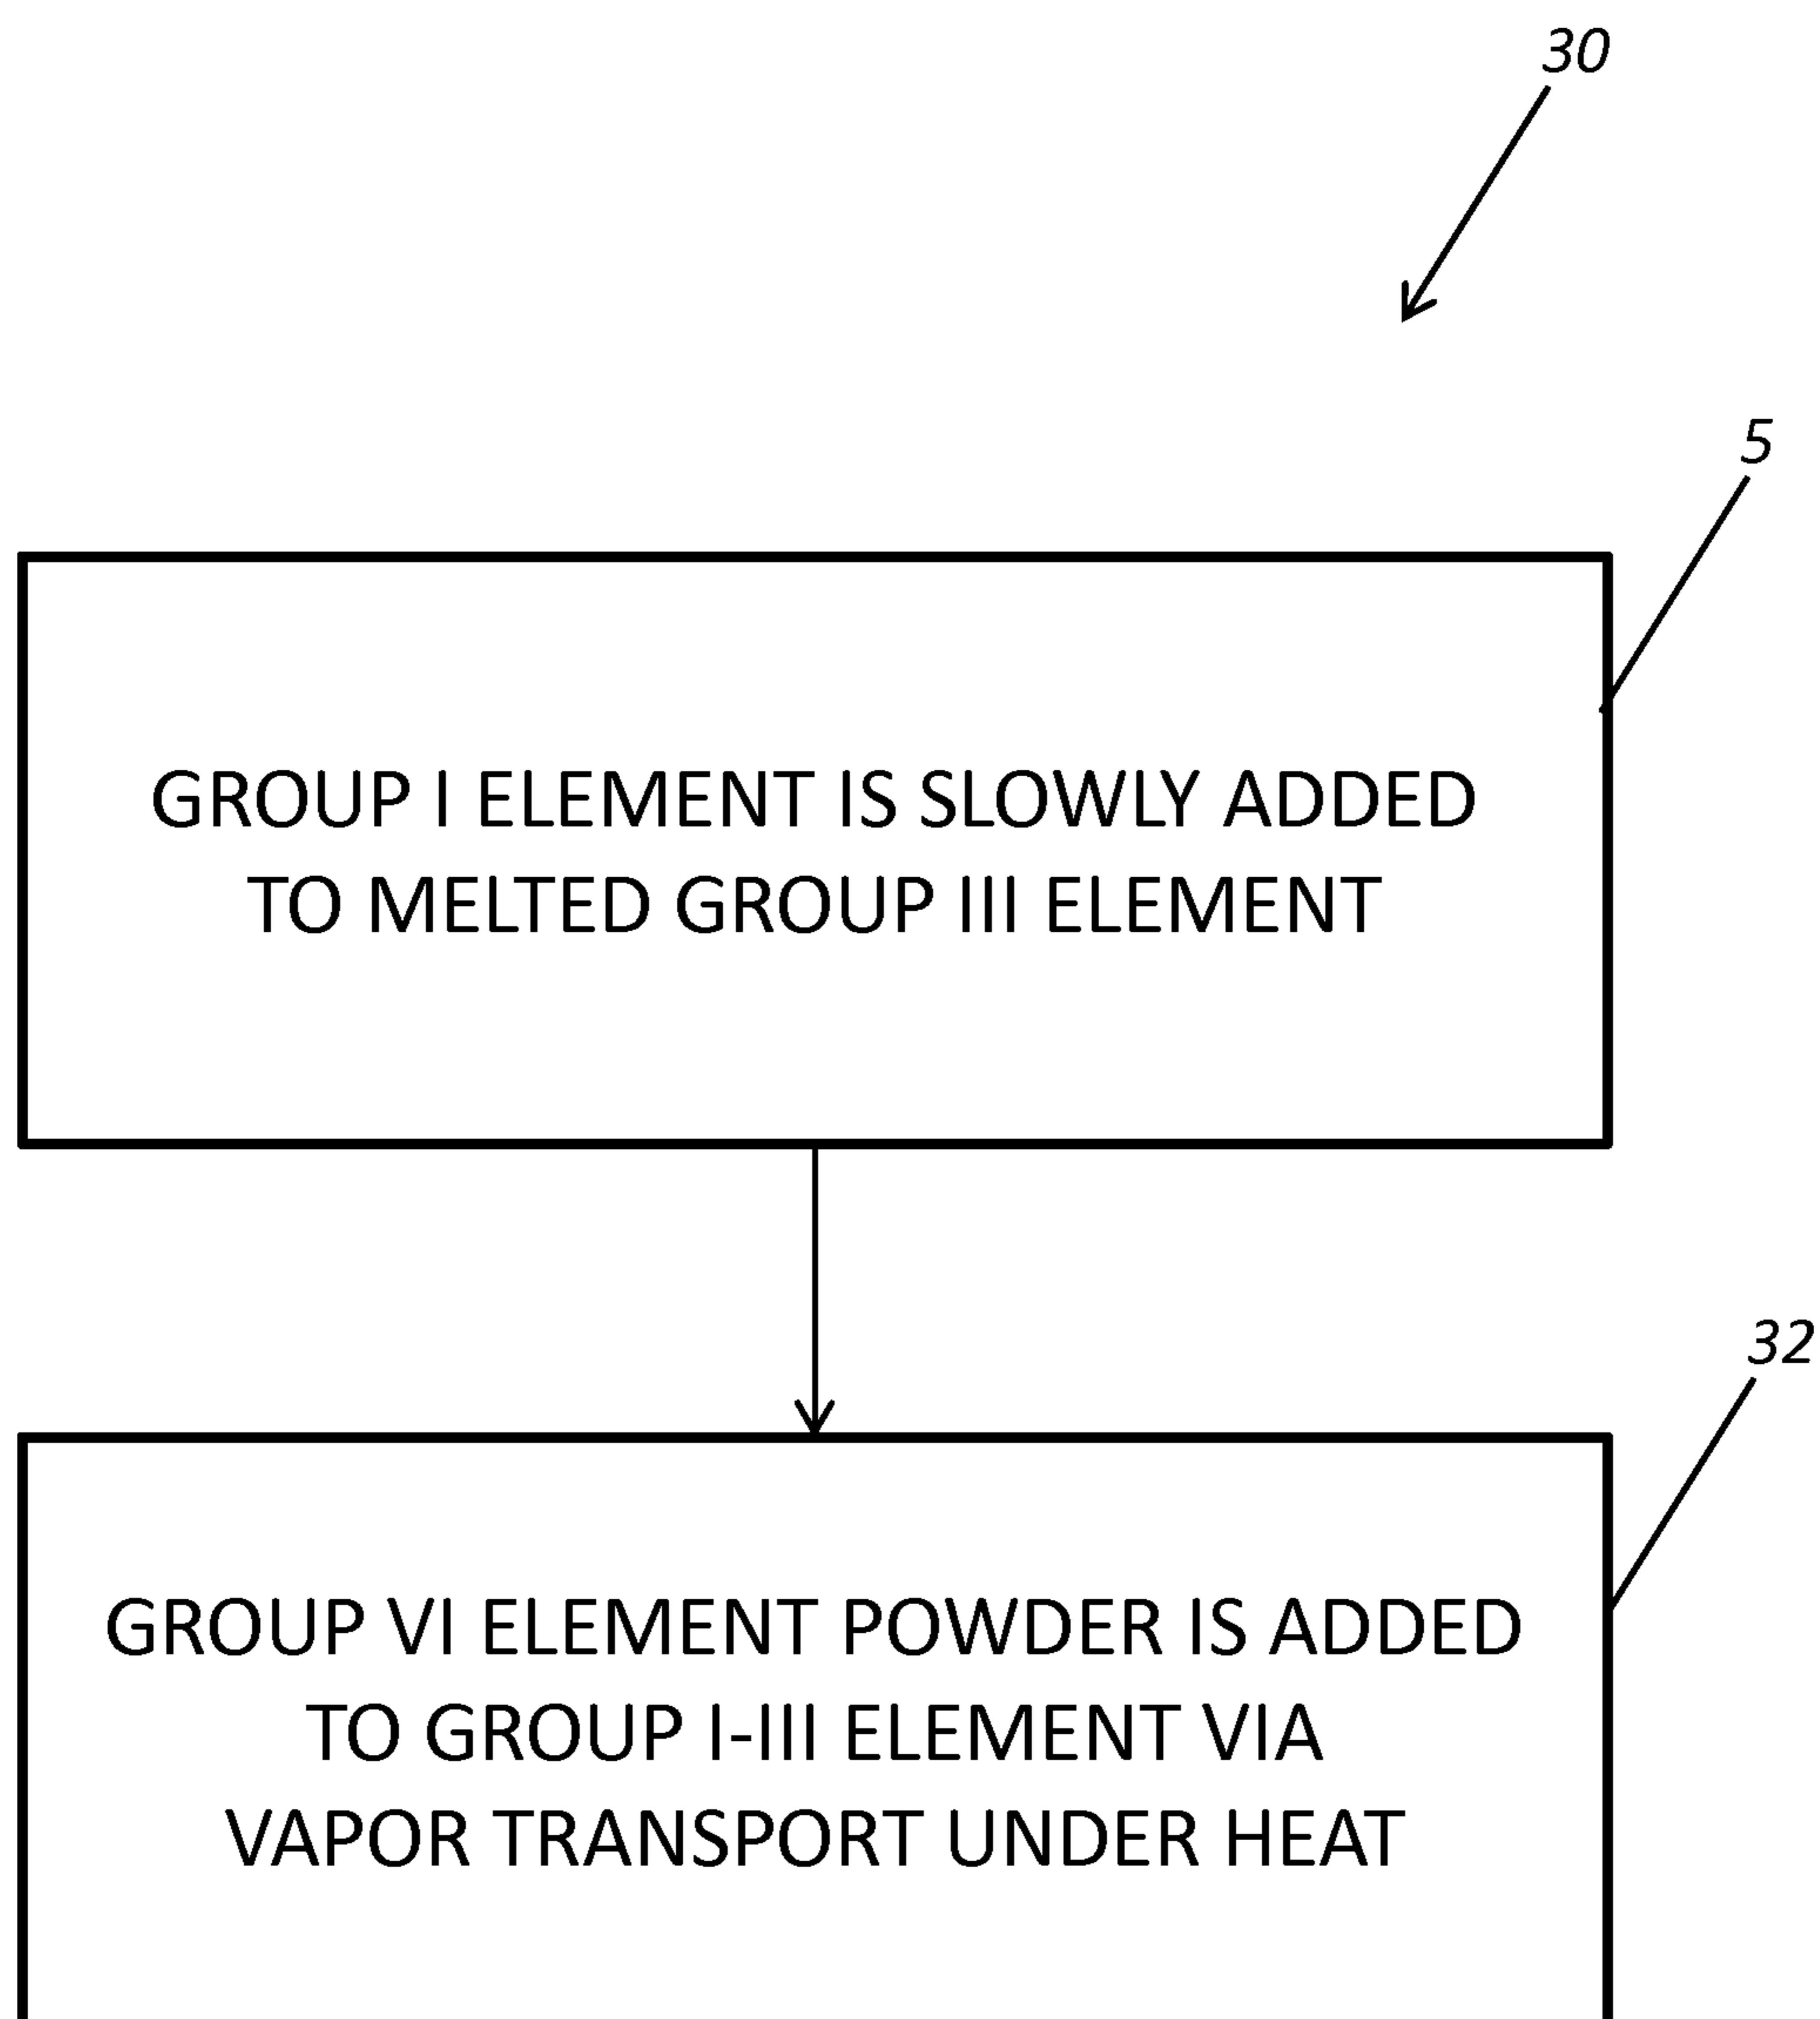 30
5
GROUP I ELEMENT IS SLOWLY ADDED
TO MELTED GROUP III ELEMENT
32
GROUP VI ELEMENT POWDER IS ADDED
TO GROUP I-III ELEMENT VIA
VAPOR TRANSPORT UNDER HEAT